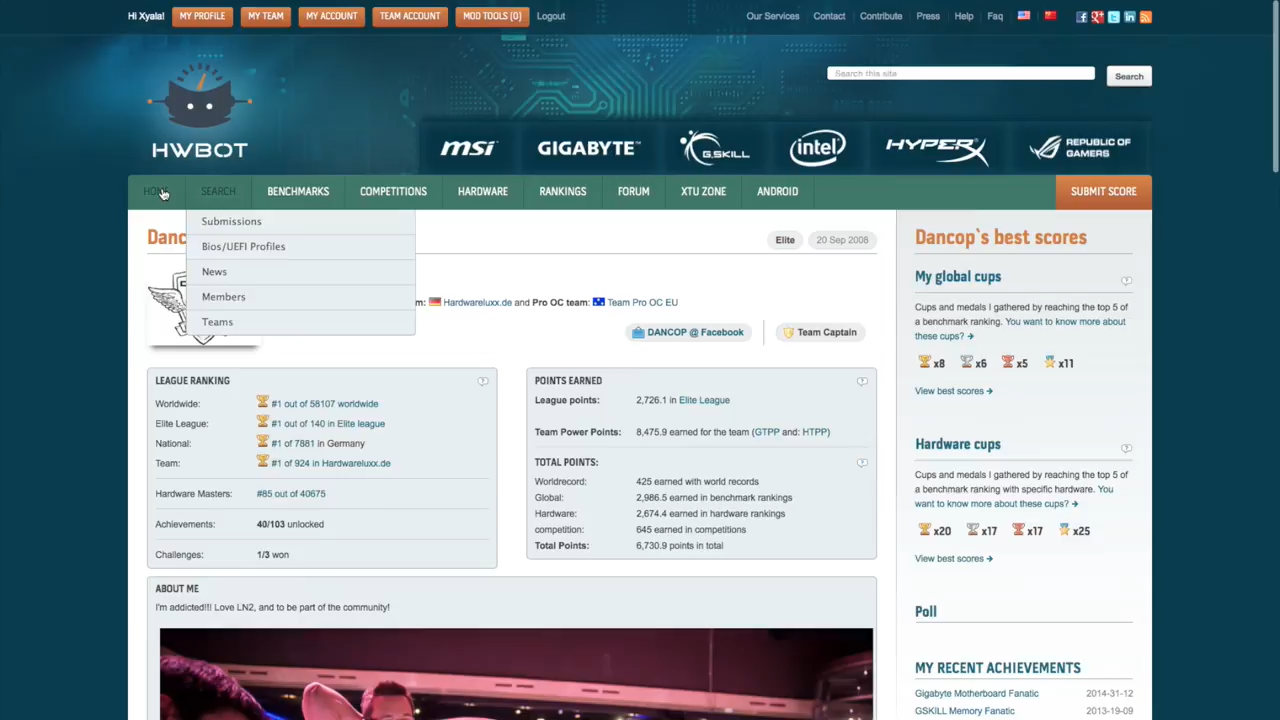 Hi Xyala! MY PROFILE MY TEAM MY ACCOUNT TEAM ACCOUNT MOD TOOLS (0) Logout Our Services Contact Contribute Press Help Faq
Search this site Search
HWBOT
msi GIGABYTE G.SKILL intel HYPERX REPUBLIC OF GAMERS
HOME SEARCH BENCHMARKS COMPETITIONS HARDWARE RANKINGS FORUM XTU ZONE ANDROID SUBMIT SCORE
Submissions
Bios/UEFI Profiles
News
Members
Teams
Danc
Elite 20 Sep 2008
m: Hardwareluxx.de and Pro OC team: Team Pro OC EU
DANCOP @ Facebook Team Captain
LEAGUE RANKING
Worldwide: #1 out of 58107 worldwide
Elite League: #1 out of 140 in Elite league
National: #1 of 7881 in Germany
Team: #1 of 924 in Hardwareluxx.de
Hardware Masters: #85 out of 40675
Achievements: 40/103 unlocked
Challenges: 1/3 won
POINTS EARNED
League points: 2,726.1 in Elite League
Team Power Points: 8,475.9 earned for the team (GTPP and: HTPP)
TOTAL POINTS:
Worldrecord: 425 earned with world records
Global: 2,986.5 earned in benchmark rankings
Hardware: 2,674.4 earned in hardware rankings
competition: 645 earned in competitions
Total Points: 6,730.9 points in total
ABOUT ME
I'm addicted!!! Love LN2, and to be part of the community!
Dancop`s best scores
My global cups
Cups and medals I gathered by reaching the top 5 of
a benchmark ranking. You want to know more about
these cups?
x8 x6 x5 x11
View best scores
Hardware cups
Cups and medals I gathered by reaching the top 5 of
a benchmark ranking with specific hardware. You
want to know more about these cups?
x20 x17 x17 x25
View best scores
Poll
MY RECENT ACHIEVEMENTS
Gigabyte Motherboard Fanatic 2014-31-12
GSKILL Memory Fanatic 2013-19-09